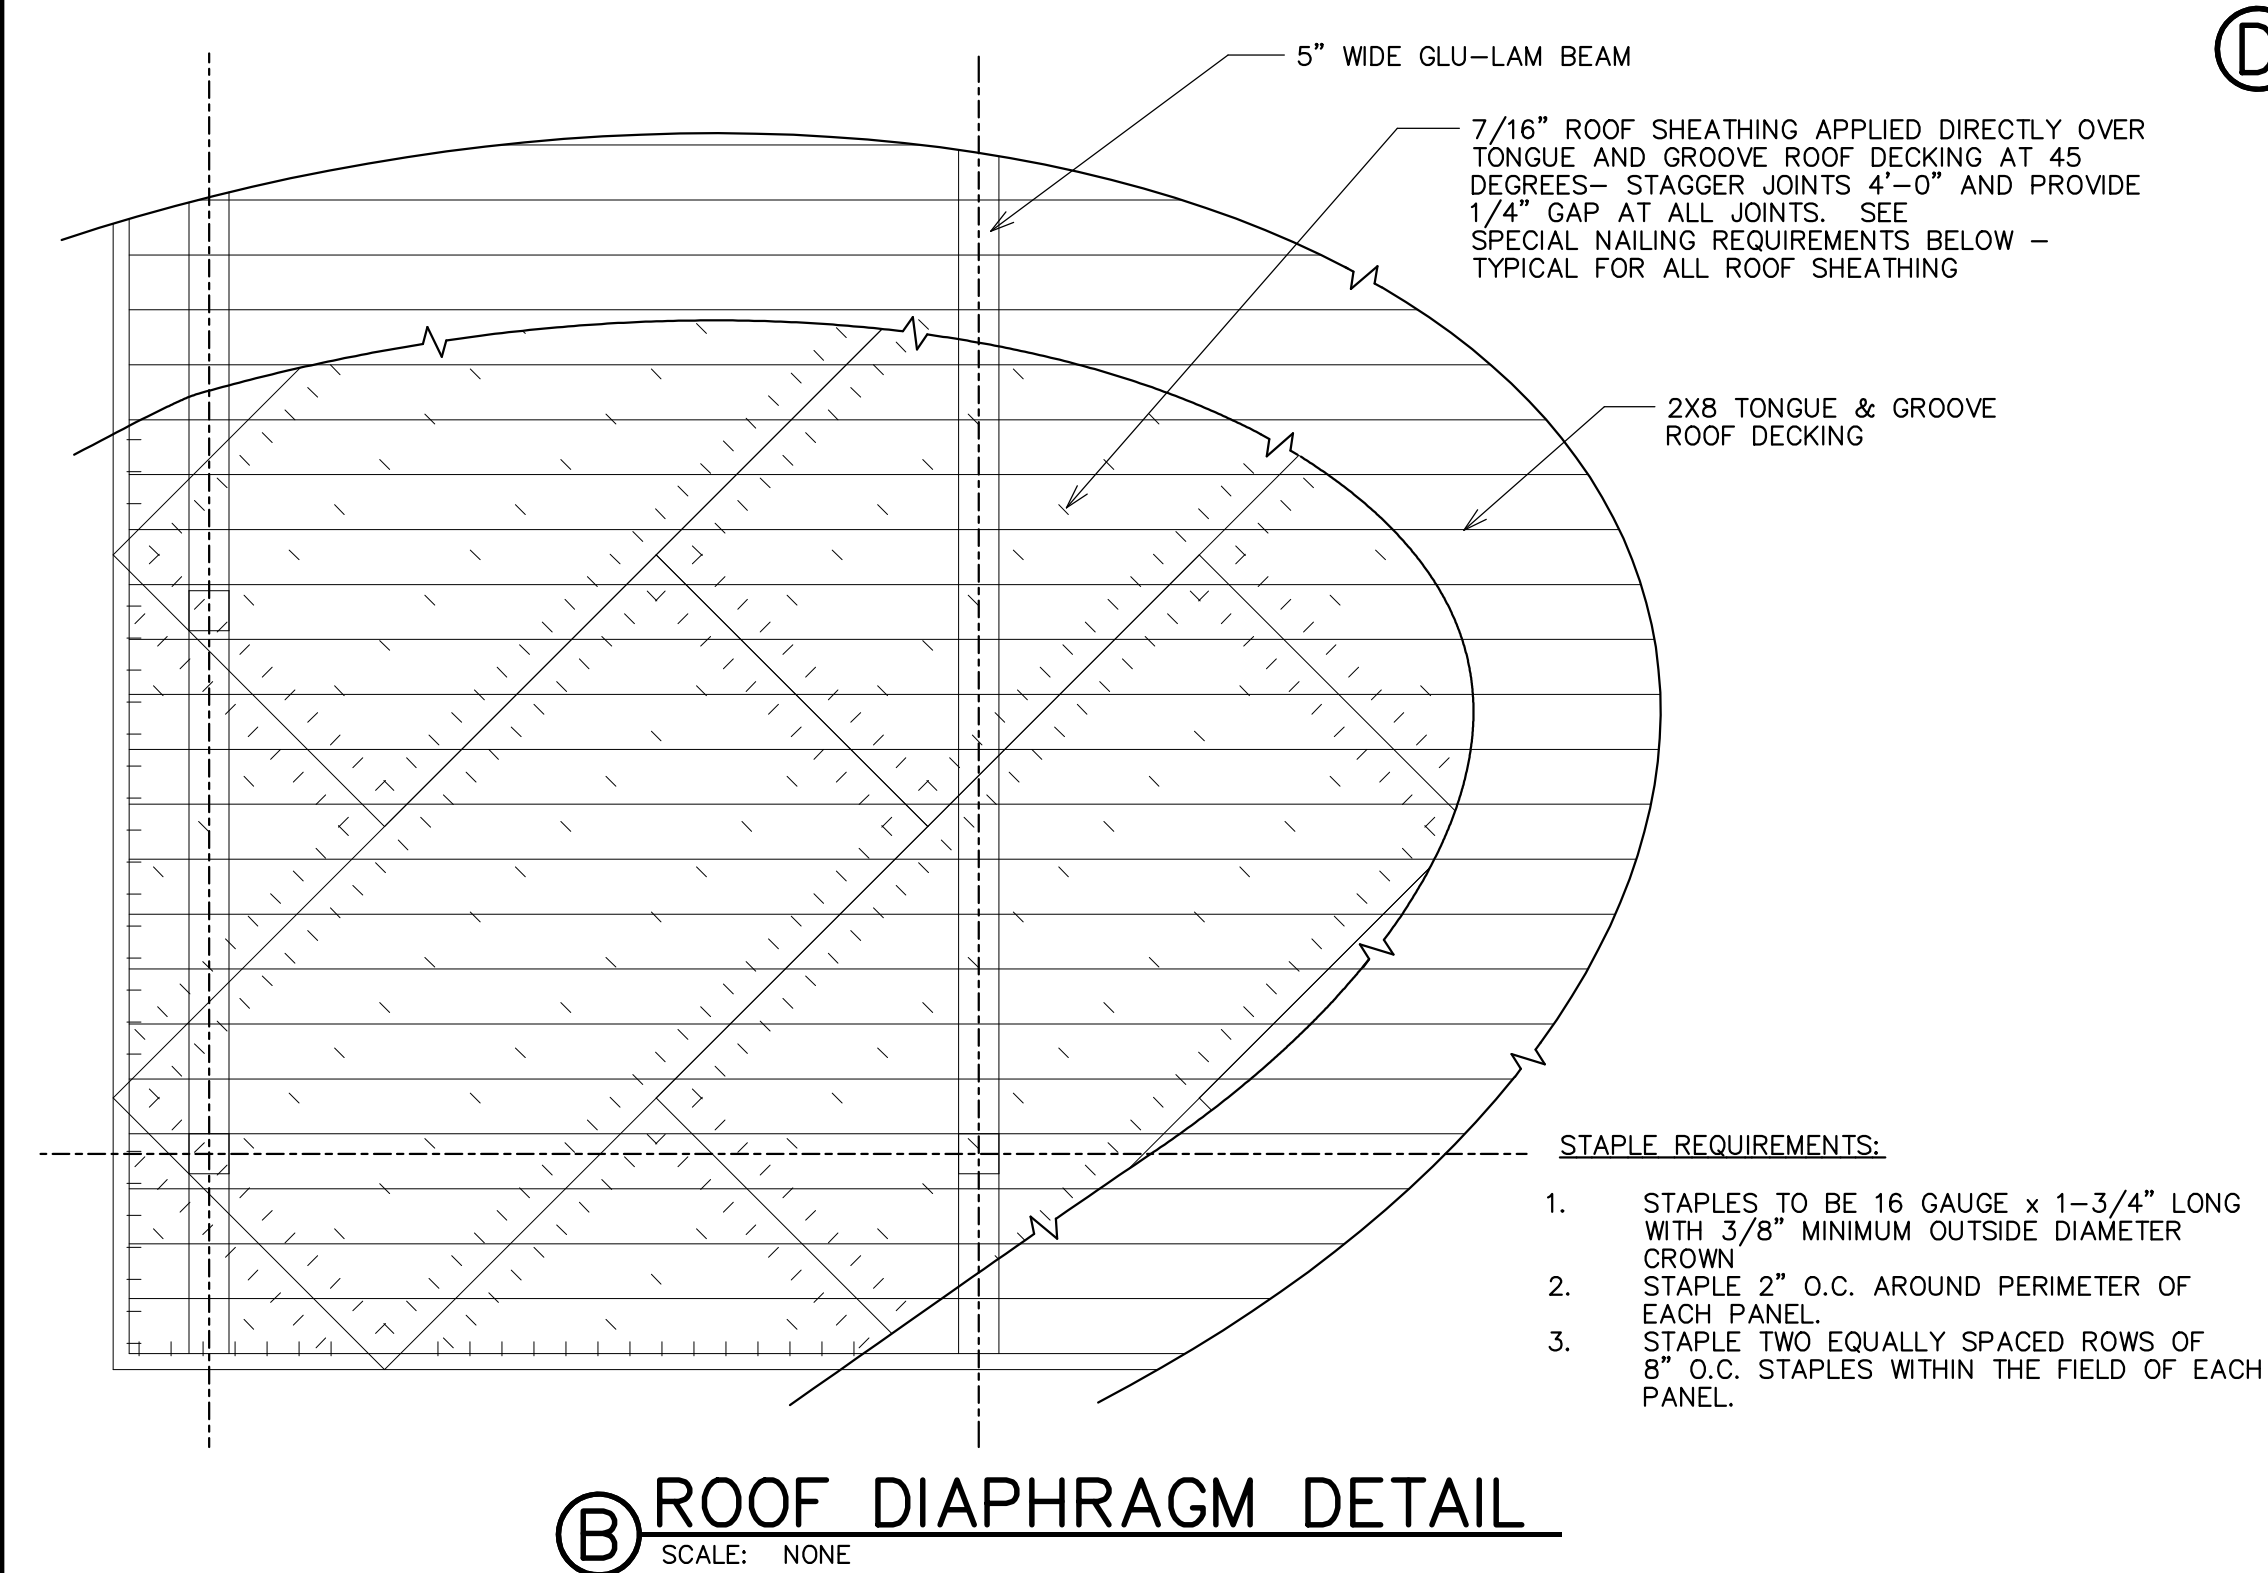 D
5” WIDE GLU–LAM BEAM
7/16” ROOF SHEATHING APPLIED DIRECTLY OVER
TONGUE AND GROOVE ROOF DECKING AT 45
DEGREES– STAGGER JOINTS 4'–0” AND PROVIDE
1/4” GAP AT ALL JOINTS. SEE
SPECIAL NAILING REQUIREMENTS BELOW –
TYPICAL FOR ALL ROOF SHEATHING
2X8 TONGUE & GROOVE
ROOF DECKING
STAPLE REQUIREMENTS:
1. STAPLES TO BE 16 GAUGE x 1–3/4” LONG
WITH 3/8” MINIMUM OUTSIDE DIAMETER
CROWN
2. STAPLE 2” O.C. AROUND PERIMETER OF
EACH PANEL.
3. STAPLE TWO EQUALLY SPACED ROWS OF
8” O.C. STAPLES WITHIN THE FIELD OF EACH
PANEL.
B ROOF DIAPHRAGM DETAIL
SCALE: NONE